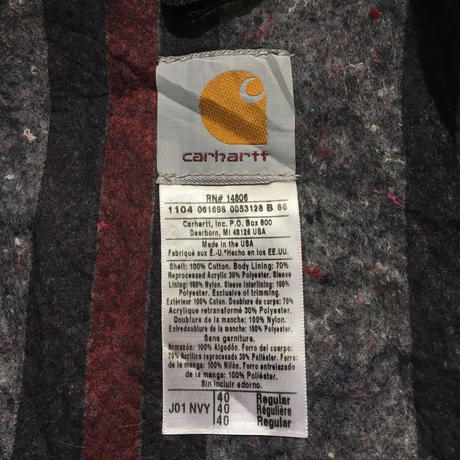 carhartt
RN# 14806
1104 061698 0053128 B 66
Carhartt, Inc. P.O. Box 600
Dearborn, MI 48126 USA
Made in the USA
Fabriqué aux É.-U.*Hecho en los EE.UU.
Shell: 100% Cotton. Body Lining: 70%
Reprocessed Acrylic 30% Polyester. Sleeve
Lining: 100% Nylon. Sleeve Interlining: 100%
Polyester. Exclusive of trimming.
Extérieur 100% Coton. Doublure du corps: 70%
Acrylique retransformé 30% Polyester.
Doublure de la manche: 100% Nylon.
Entredoublure de la manche: 100% Polyester.
Sans garniture.
Armazón: 100% Algodón. Forro del cuerpo:
70% Acrílico reprocesado 30% Poliéster. Forro
de la manga: 100% Nilón. Forro entrelazado
de la manga: 100% Poliéster.
Sin incluir adorno.
J01 NVY
40 Regular
40 Régulière
40 Regular